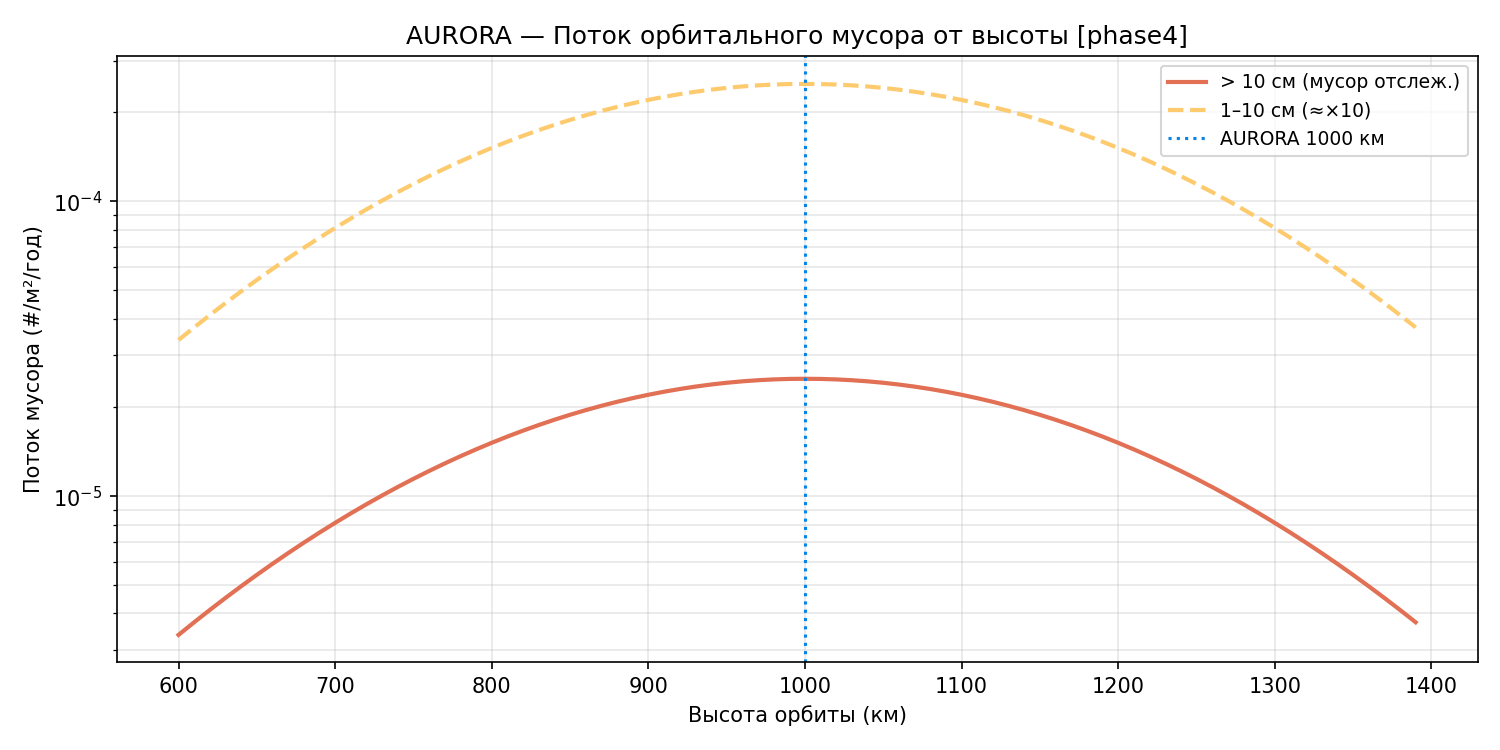 AURORA — Поток орбитального мусора от высоты [phase4]
> 10 см (мусор отслеж.)
1–10 см (≈×10)
AURORA 1000 км
Поток мусора (#/м²/год)
10⁻⁴
10⁻⁵
600 700 800 900 1000 1100 1200 1300 1400
Высота орбиты (км)